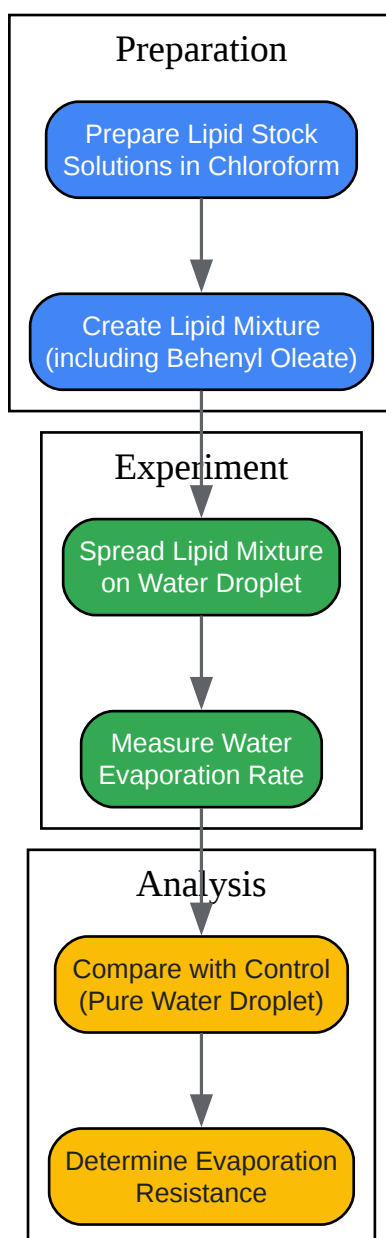 Preparation
Prepare Lipid Stock
Solutions in Chloroform
Create Lipid Mixture
(including Behenyl Oleate)
Experiment
Spread Lipid Mixture
on Water Droplet
Measure Water
Evaporation Rate
Analysis
Compare with Control
(Pure Water Droplet)
Determine Evaporation
Resistance